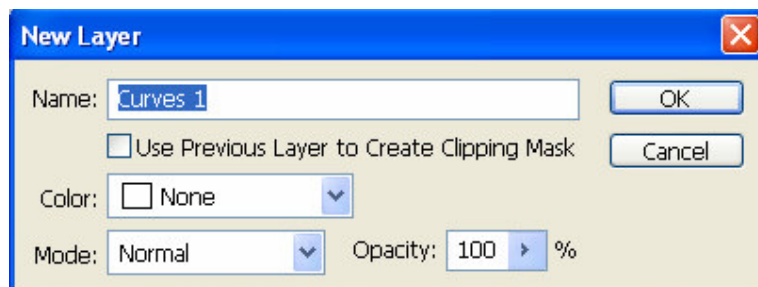 New Layer
Name: Curves 1 OK
Use Previous Layer to Create Clipping Mask Cancel
Color: None
Mode: Normal Opacity: 100 %